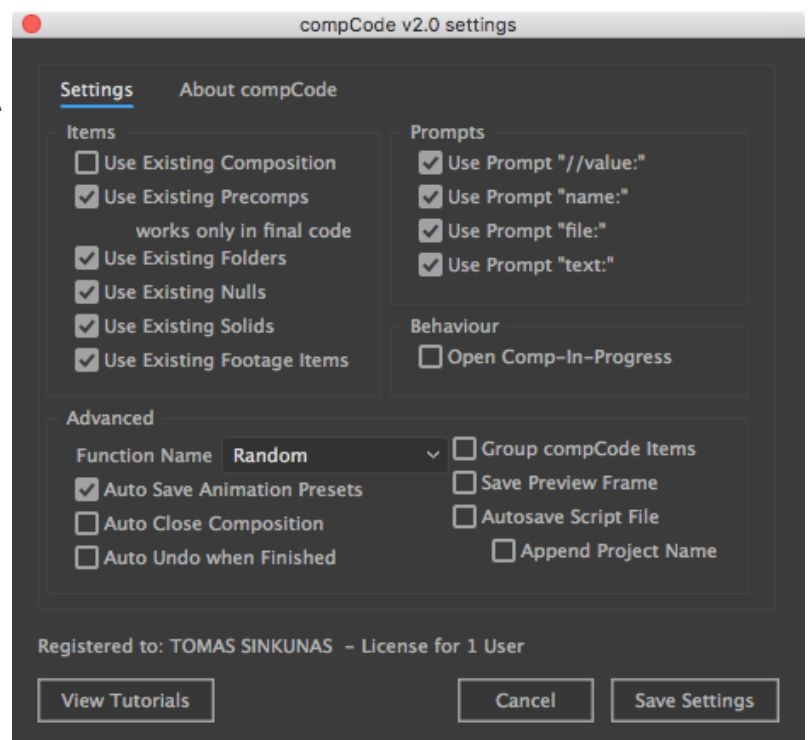 compCode v2.0 settings
Settings
About compCode
Items
Use Existing Composition
Use Existing Precomps
works only in final code
Use Existing Folders
Use Existing Nulls
Use Existing Solids
Use Existing Footage Items
Prompts
Use Prompt "//value:"
Use Prompt "name:"
Use Prompt "file:"
Use Prompt "text:"
Behaviour
Open Comp-In-Progress
Advanced
Function Name
Random
Auto Save Animation Presets
Auto Close Composition
Auto Undo when Finished
Group compCode Items
Save Preview Frame
Autosave Script File
Append Project Name
Registered to: TOMAS SINKUNAS – License for 1 User
View Tutorials
Cancel
Save Settings